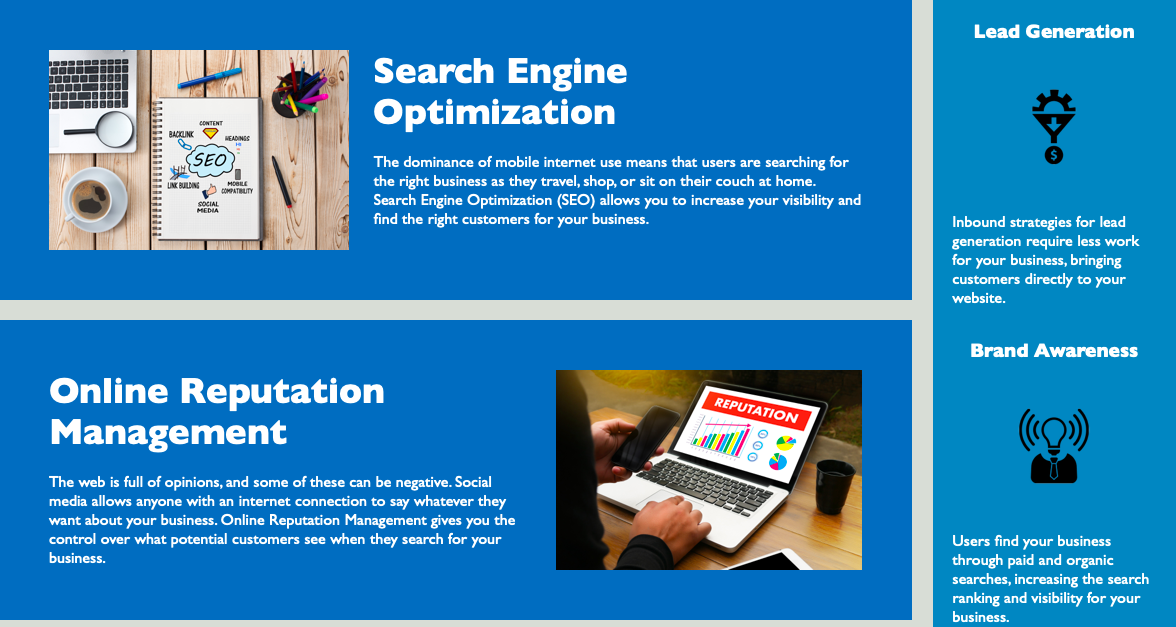 Search Engine
Optimization
The dominance of mobile internet use means that users are searching for
the right business as they travel, shop, or sit on their couch at home.
Search Engine Optimization (SEO) allows you to increase your visibility and
find the right customers for your business.
CONTENT
BACKLINK
HEADINGS
SEO
LINK BUILDING
MOBILE
COMPATIBILITY
SOCIAL
MEDIA
Online Reputation
Management
The web is full of opinions, and some of these can be negative. Social
media allows anyone with an internet connection to say whatever they
want about your business. Online Reputation Management gives you the
control over what potential customers see when they search for your
business.
REPUTATION
Lead Generation
$
Inbound strategies for lead
generation require less work
for your business, bringing
customers directly to your
website.
Brand Awareness
Users find your business
through paid and organic
searches, increasing the search
ranking and visibility for your
business.